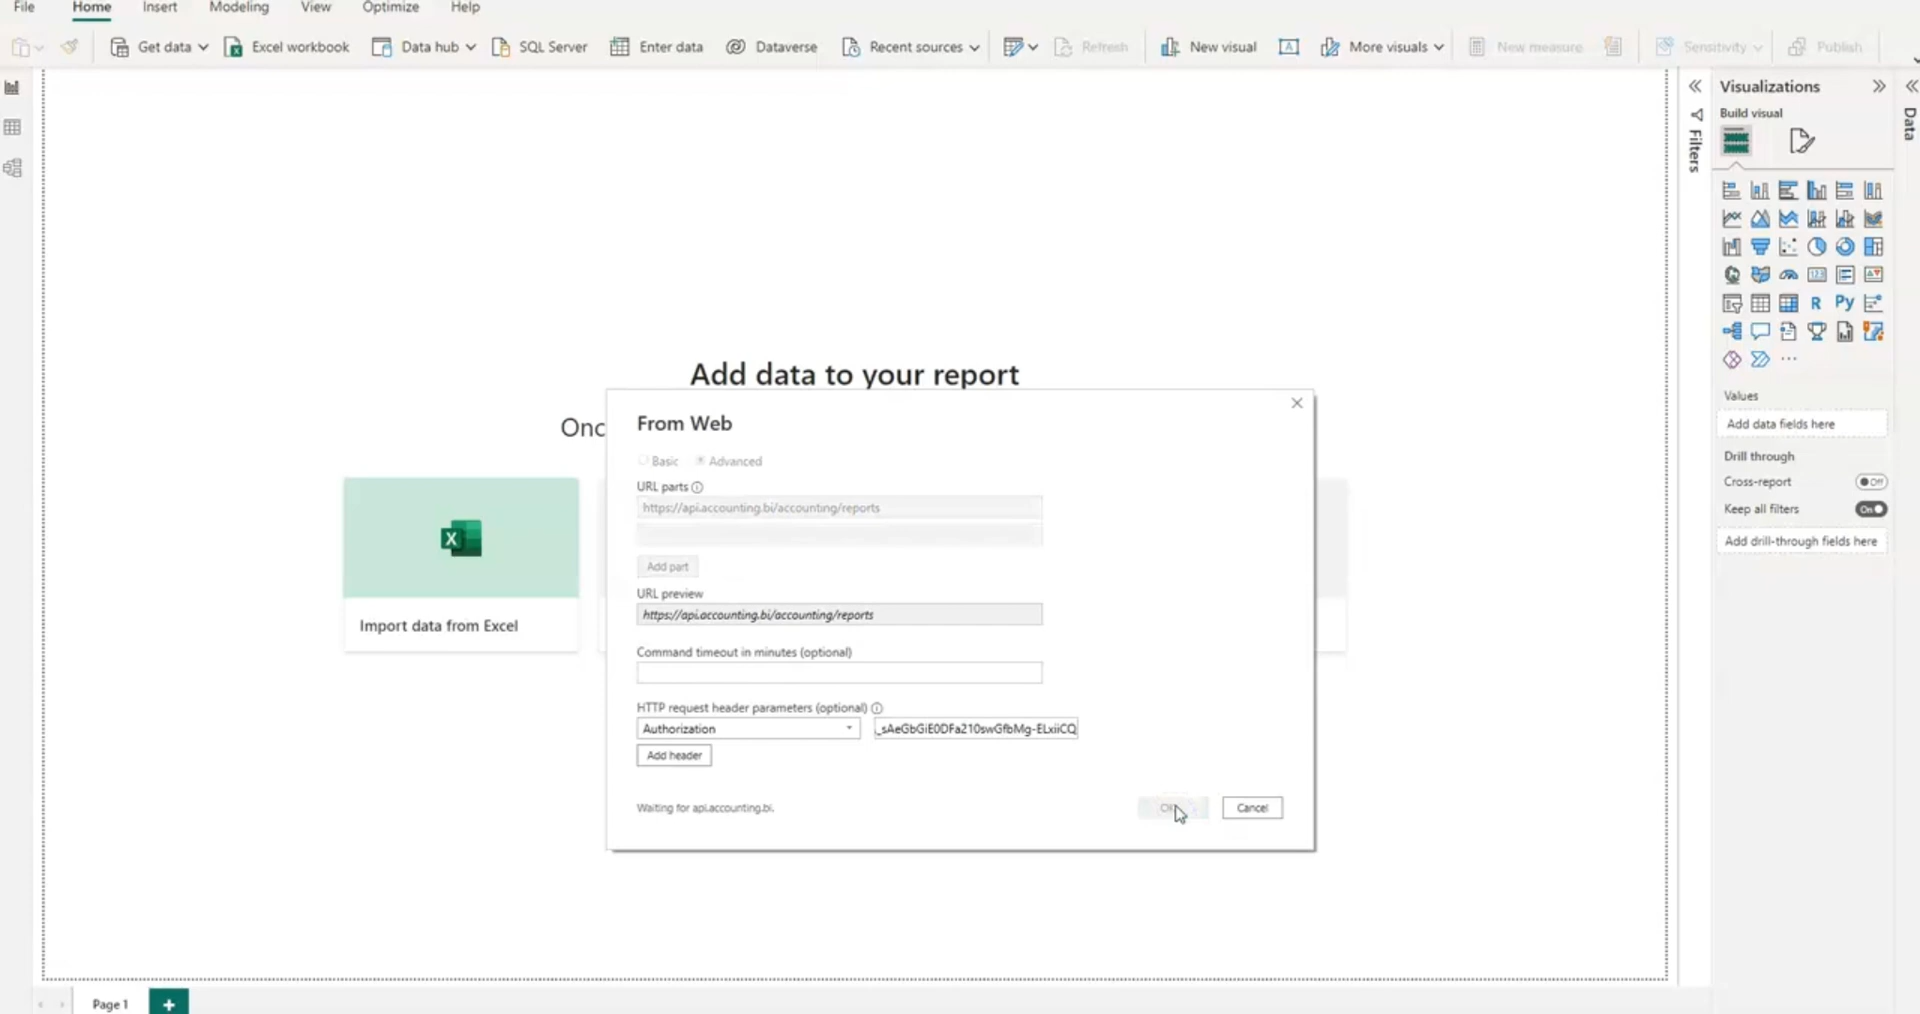 File Home Insert Modeling View Optimize Help
Get data Excel workbook Data hub SQL Server Enter data Dataverse Recent sources Refresh New visual A More visuals New measure Sensitivity Publish
Visualizations
Build visual
Filters
Data
R Py
Values
Add data fields here
Drill through
Cross-report Off
Keep all filters On
Add drill-through fields here
Add data to your report
Onc
Import data from Excel
From Web
Basic Advanced
URL parts
https://api.accounting.bi/accounting/reports
Add part
URL preview
https://api.accounting.bi/accounting/reports
Command timeout in minutes (optional)
HTTP request header parameters (optional)
Authorization _sAeGbGiE0DFa210swGfbMg-ELxiiCQ
Add header
Waiting for api.accounting.bi.
OK Cancel
Page 1